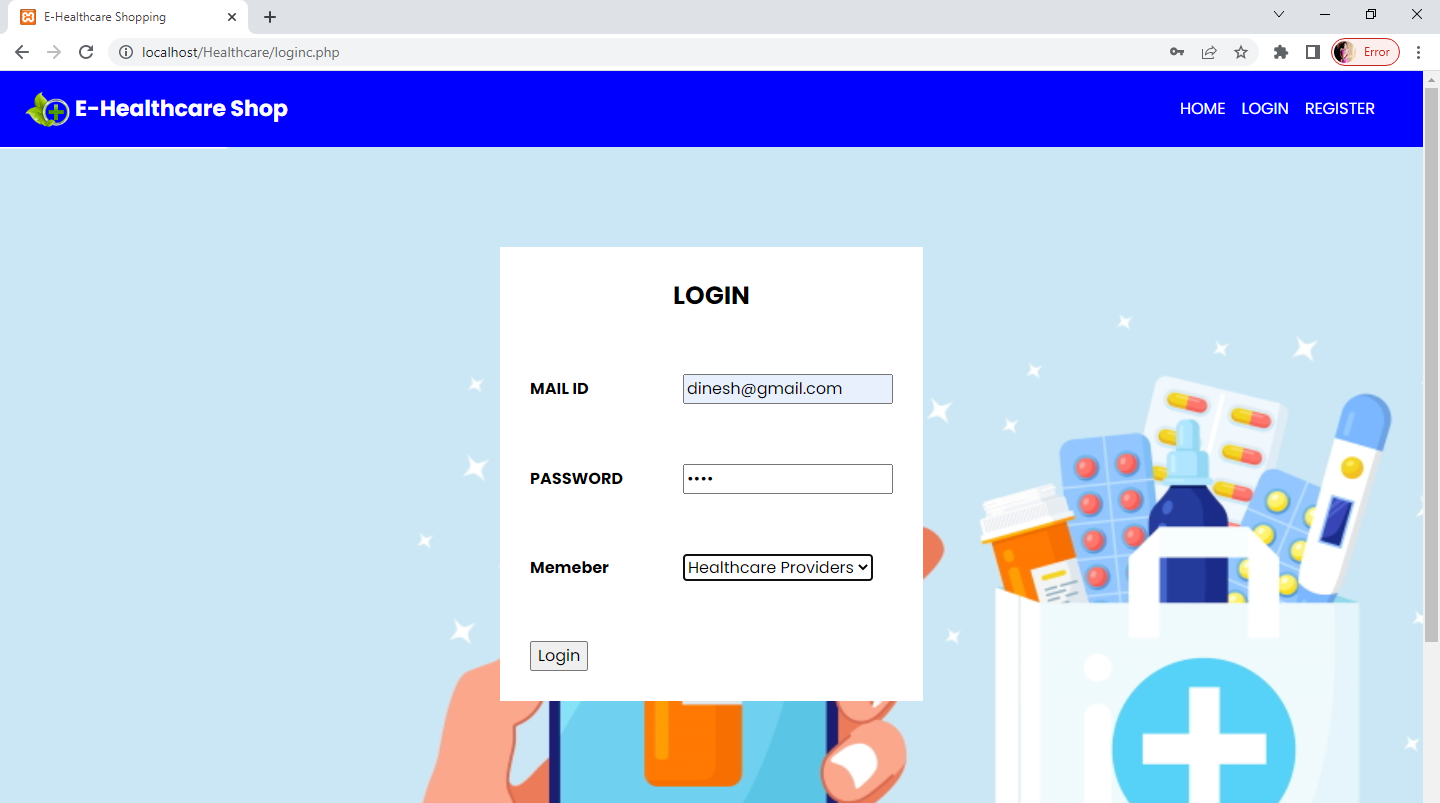 E-Healthcare Shopping
localhost/Healthcare/loginc.php
Error
E-Healthcare Shop
HOME LOGIN REGISTER
LOGIN
MAIL ID dinesh@gmail.com
PASSWORD ••••
Memeber Healthcare Providers
Login